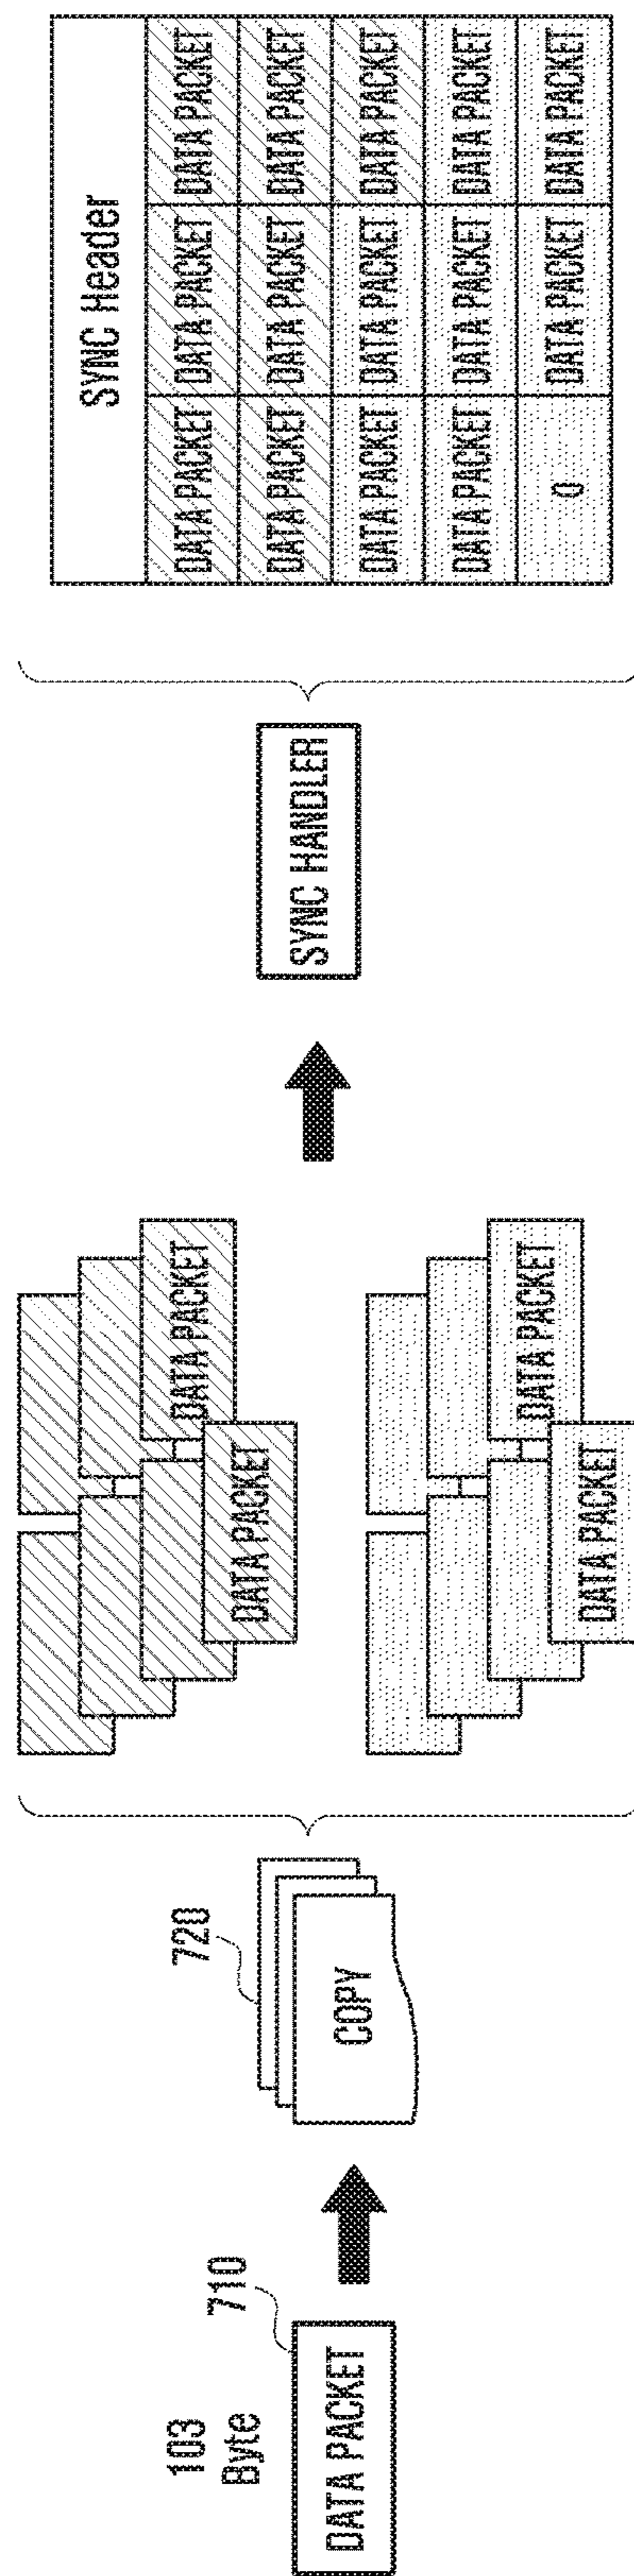 103
Byte
710
DATA PACKET
720
COPY
DATA PACKET
DATA PACKET
DATA PACKET
DATA PACKET
SYNC HANDLER
SYNC Header
DATA PACKET DATA PACKET DATA PACKET
DATA PACKET DATA PACKET DATA PACKET
DATA PACKET DATA PACKET DATA PACKET
DATA PACKET DATA PACKET DATA PACKET
0 DATA PACKET DATA PACKET